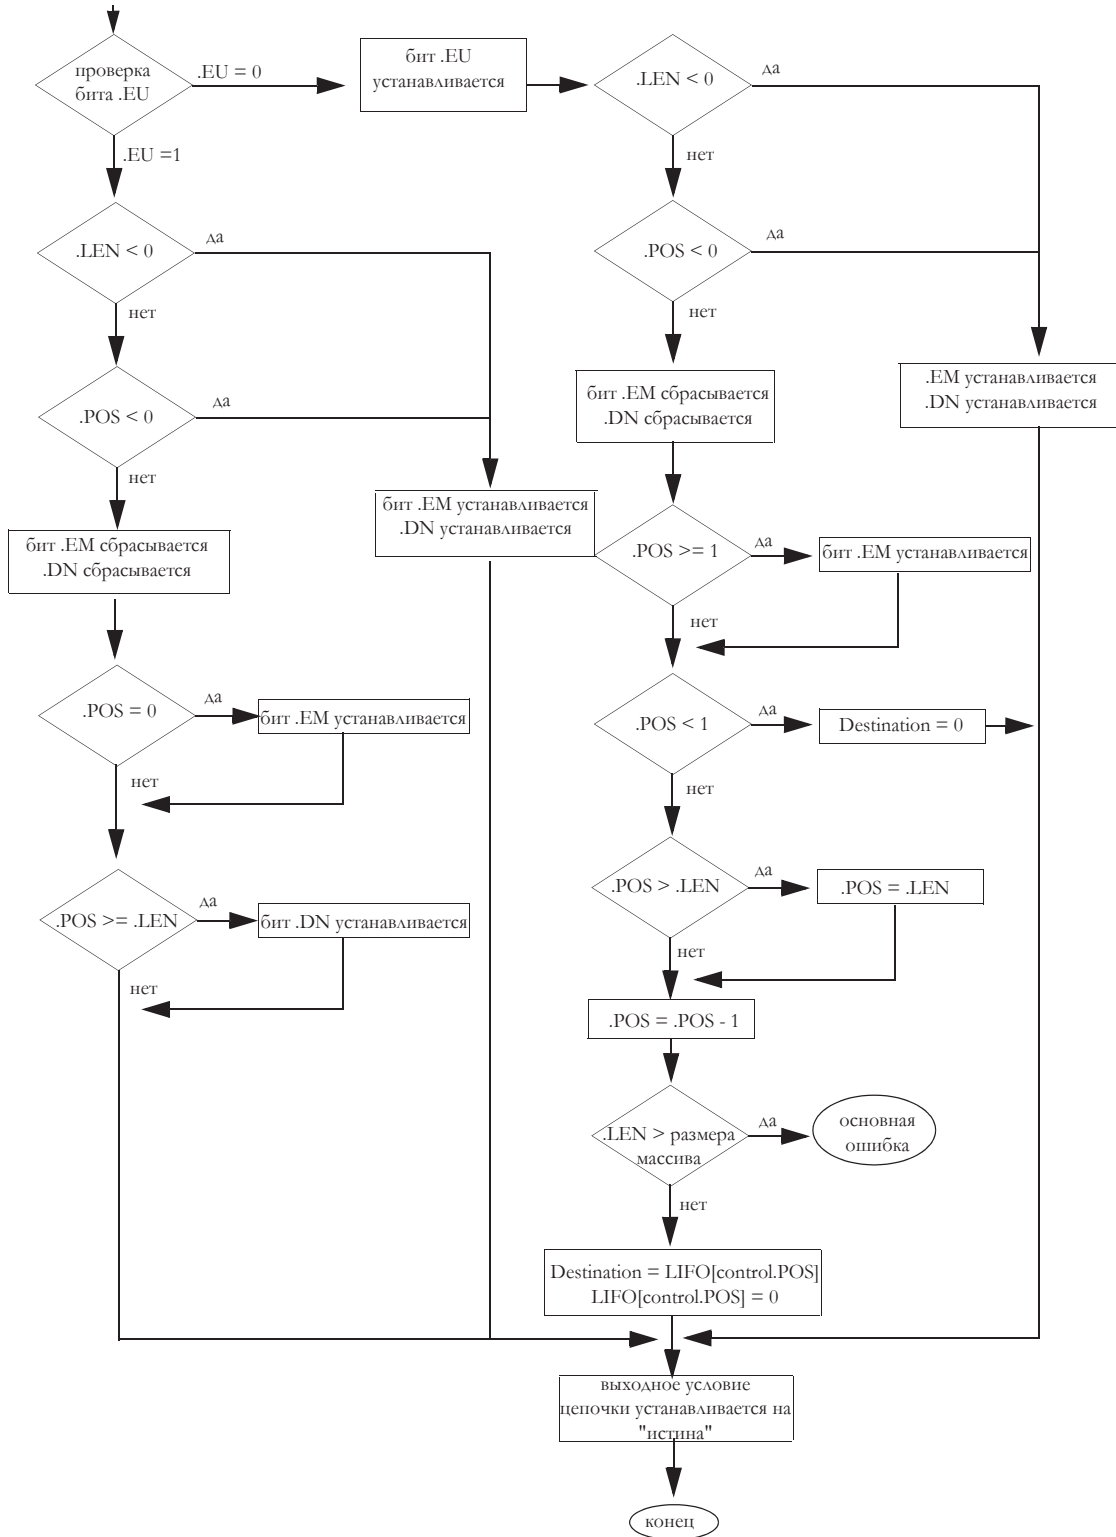 проверка
бита .EU
.EU = 0
бит .EU
устанавливается
.LEN < 0
да
нет
.EU =1
.LEN < 0
да
нет
.POS < 0
да
нет
.POS < 0
да
нет
бит .EM сбрасывается
.DN сбрасывается
.EM устанавливается
.DN устанавливается
бит .EM устанавливается
.DN устанавливается
бит .EM сбрасывается
.DN сбрасывается
.POS >= 1
да
бит .EM устанавливается
нет
.POS = 0
да
бит .EM устанавливается
нет
.POS < 1
да
Destination = 0
нет
.POS >= .LEN
да
бит .DN устанавливается
нет
.POS > .LEN
да
.POS = .LEN
нет
.POS = .POS - 1
.LEN > размера
массива
да
основная
ошибка
нет
Destination = LIFO[control.POS]
LIFO[control.POS] = 0
выходное условие
цепочки устанавливается на
"истина"
конец